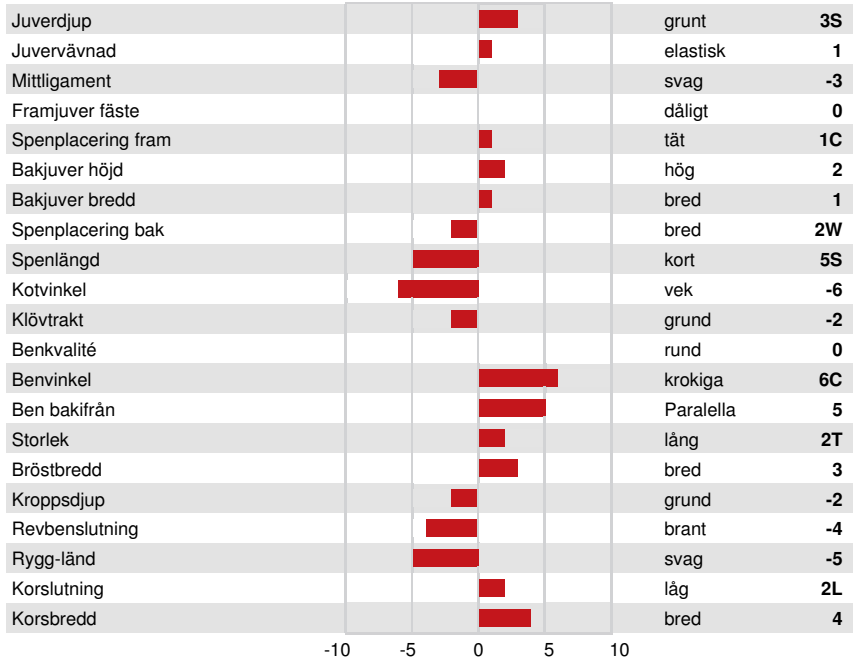 Juverdjup grunt 3S
Juvervävnad elastisk 1
Mittligament svag -3
Framjuver fäste dåligt 0
Spenplacering fram tät 1C
Bakjuver höjd hög 2
Bakjuver bredd bred 1
Spenplacering bak bred 2W
Spenlängd kort 5S
Kotvinkel vek -6
Klövtrakt grund -2
Benkvalité rund 0
Benvinkel krokiga 6C
Ben bakifrån Paralella 5
Storlek lång 2T
Bröstbredd bred 3
Kroppsdjup grund -2
Revbenslutning brant -4
Rygg-länd svag -5
Korslutning låg 2L
Korsbredd bred 4
-10 -5 0 5 10